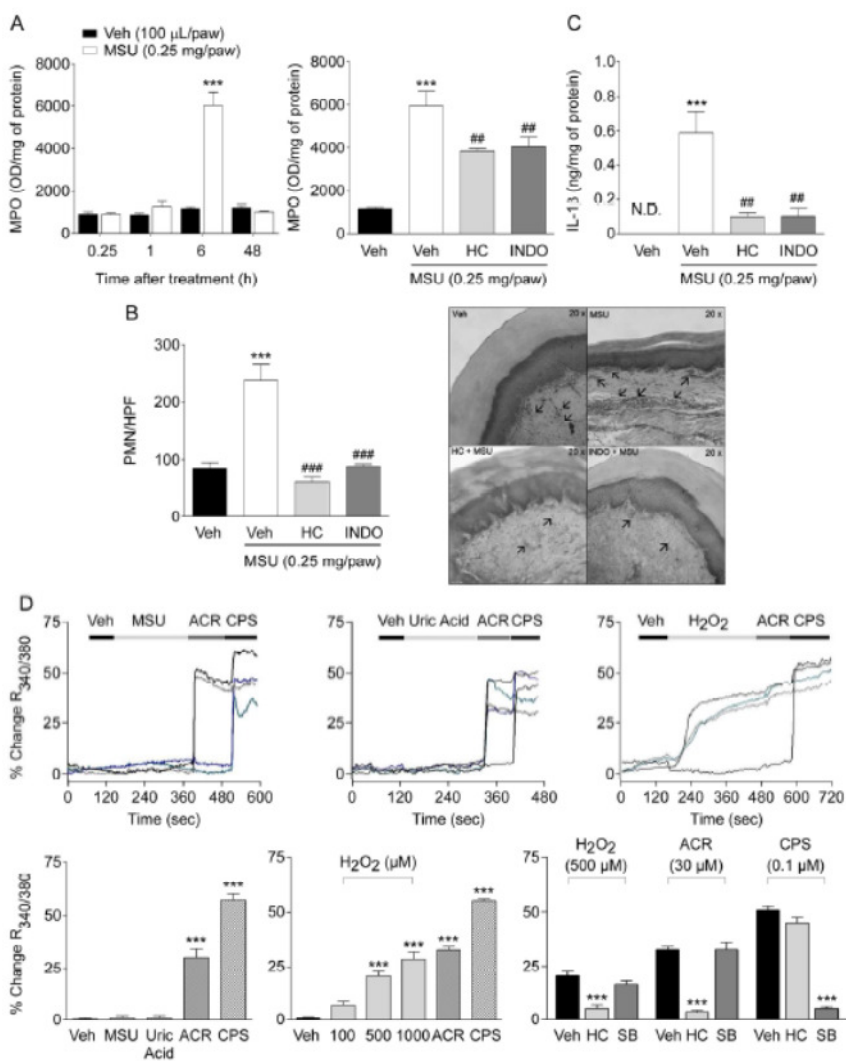 A
Veh (100 µL/paw)
MSU (0.25 mg/paw)
MPO (OD/mg of protein)
8000
6000
4000
2000
0
***
0.25 1 6 48
Time after treatment (h)
MPO (OD/mg of protein)
8000
6000
4000
2000
0
***
##
##
Veh Veh HC INDO
MSU (0.25 mg/paw)
C
IL-1β (ng/mg of protein)
1.0
0.8
0.6
0.4
0.2
0
***
N.D.
##
##
Veh Veh HC INDO
MSU (0.25 mg/paw)
B
PMN/HPF
300
200
100
0
***
###
###
Veh Veh HC INDO
MSU (0.25 mg/paw)
Veh 20 x
MSU 20 x
HC + MSU 20 x
INDO + MSU 20 x
D
% Change R340/380
75
50
25
0
Veh MSU ACR CPS
0 120 240 360 480 600
Time (sec)
75
50
25
0
Veh Uric Acid ACR CPS
0 120 240 360 480
Time (sec)
75
50
25
0
Veh H2O2 ACR CPS
0 120 240 360 480 600 720
Time (sec)
% Change R340/380
75
50
25
0
***
***
Veh MSU Uric Acid ACR CPS
75
50
25
0
H2O2 (µM)
***
***
***
***
Veh 100 500 1000 ACR CPS
75
50
25
0
H2O2 (500 µM)
ACR (30 µM)
CPS (0.1 µM)
***
***
***
Veh HC SB Veh HC SB Veh HC SB